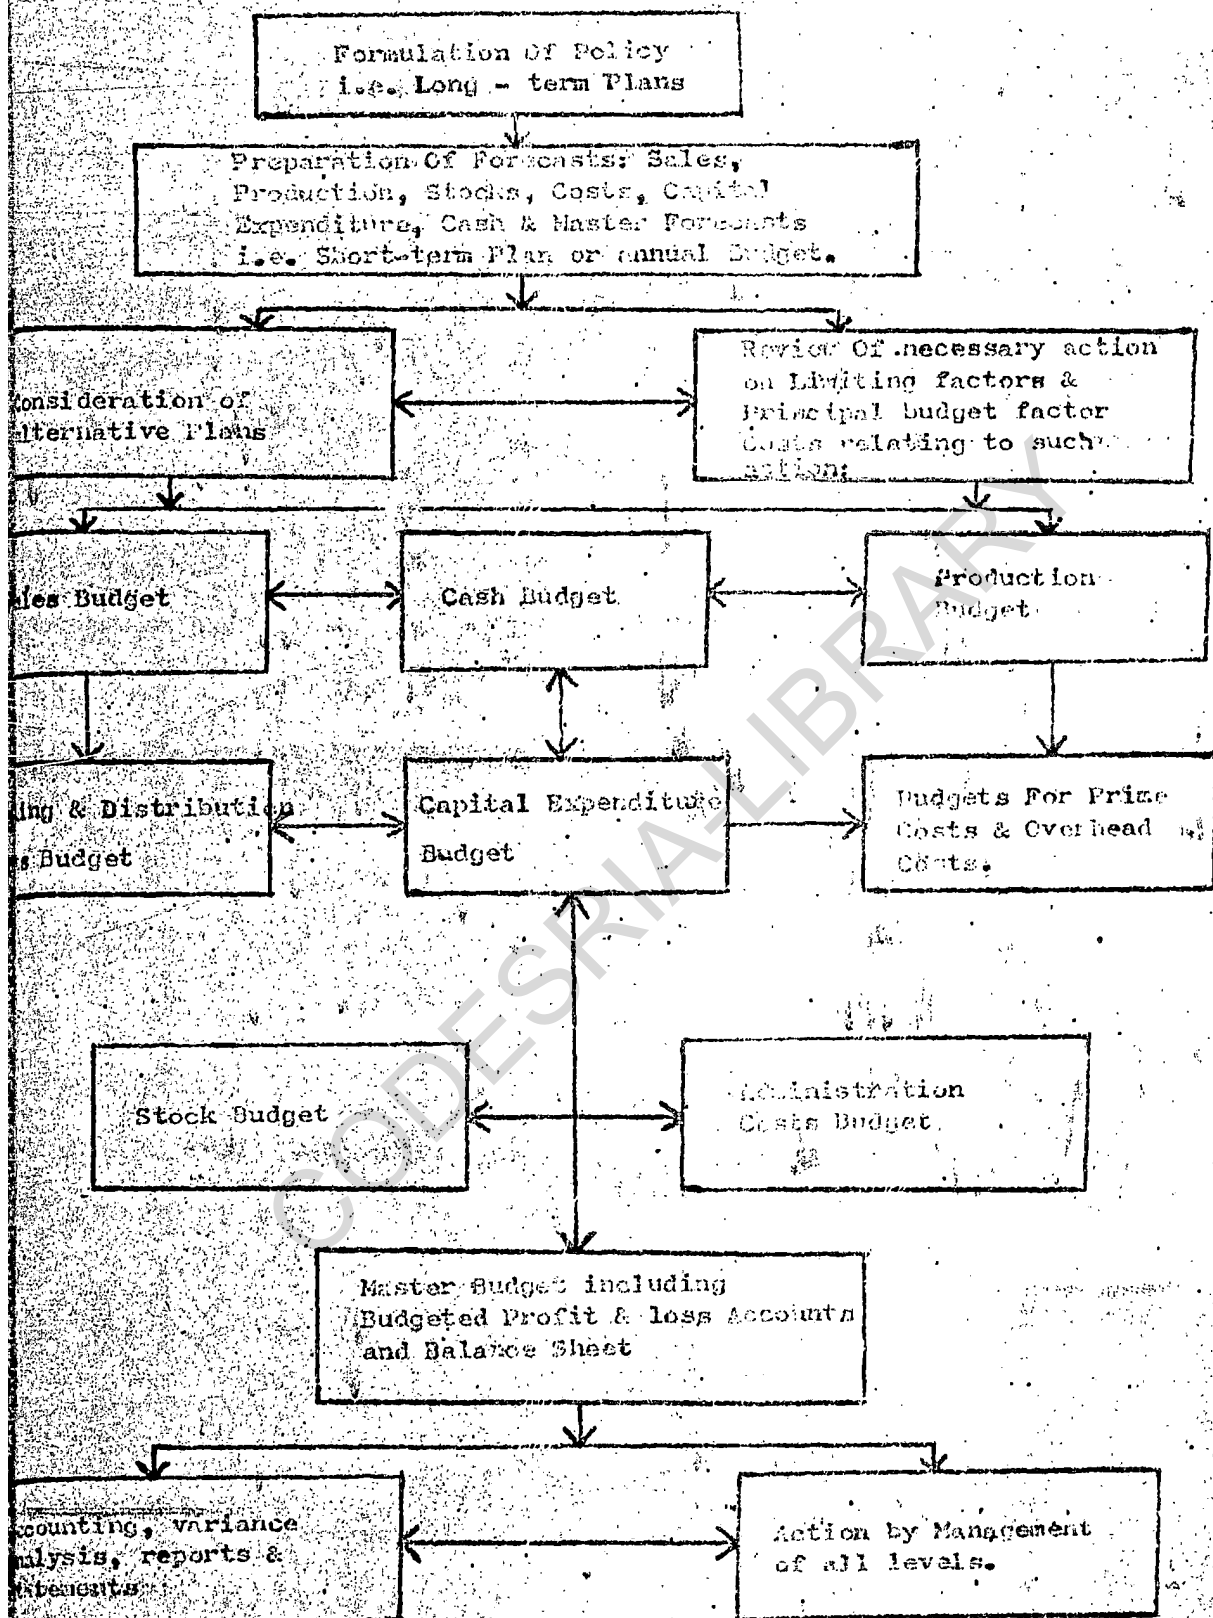 Formulation Of Policy
i.e. Long - term Plans
Preparation Of Forecasts: Sales,
Production, Stocks, Costs, Capital
Expenditure, Cash & Master Forecasts
i.e. Short-term Plan or annual Budget.
onsideration of
lternative Plans
Review Of necessary action
on Limiting factors &
Principal budget factor
Costs relating to such
action;
les Budget
Cash Budget
Production
Budget
ing & Distribution
s Budget
Capital Expenditure
Budget
Budgets For Prime
Costs & Overhead
Costs.
Stock Budget
Administration
Costs Budget
Master Budget including
Budgeted Profit & loss Accounts
and Balance Sheet
counting, variance
alysis, reports &
atements
Action by Management
of all levels.
CODESRIA-LIBRARY